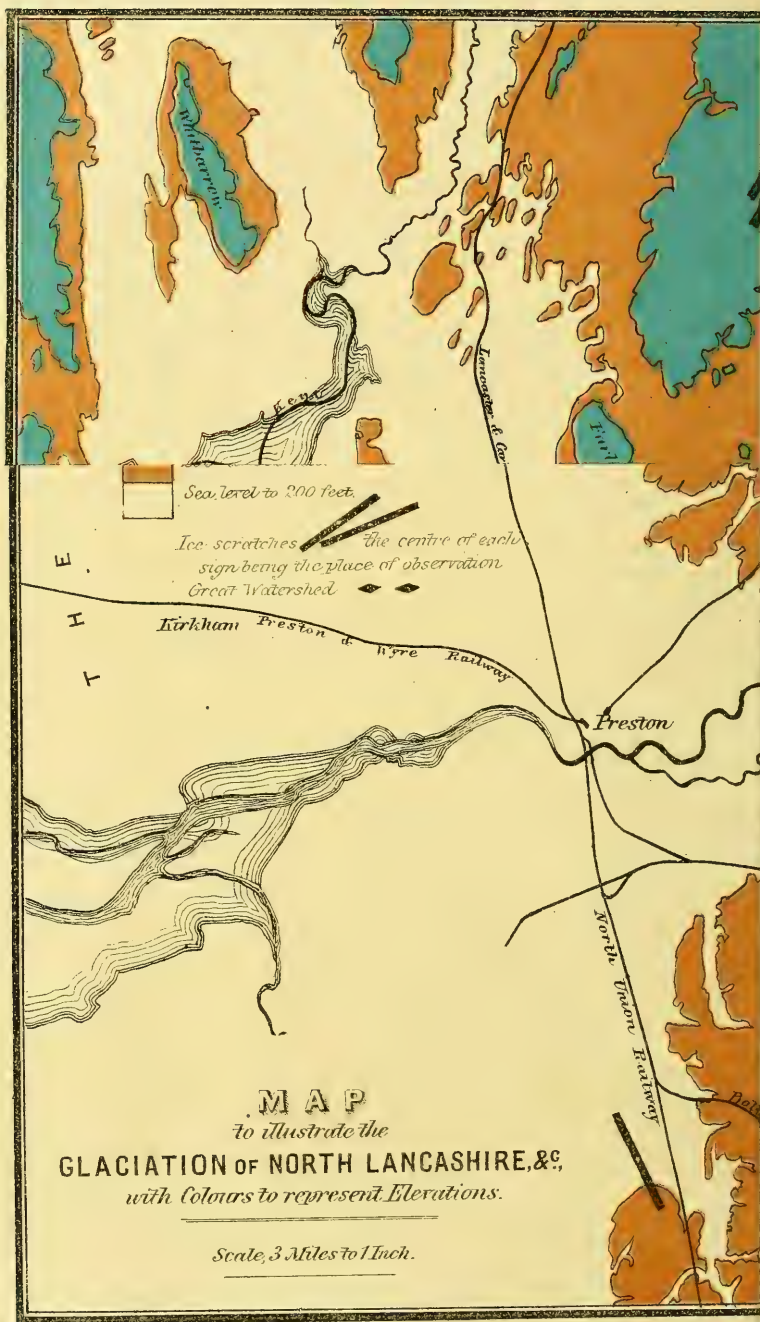 Whitbarrow
Kent
Lancaster & Car
Farl
Sea level to 200 feet.
Ice-scratches the centre of each
sign being the place of observation
Great Watershed
THE
Kirkham Preston & Wyre Railway
Preston
North Union Railway
Bolt
MAP
to illustrate the
GLACIATION OF NORTH LANCASHIRE, &c.,
with Colours to represent Elevations.
Scale, 3 Miles to 1 Inch.